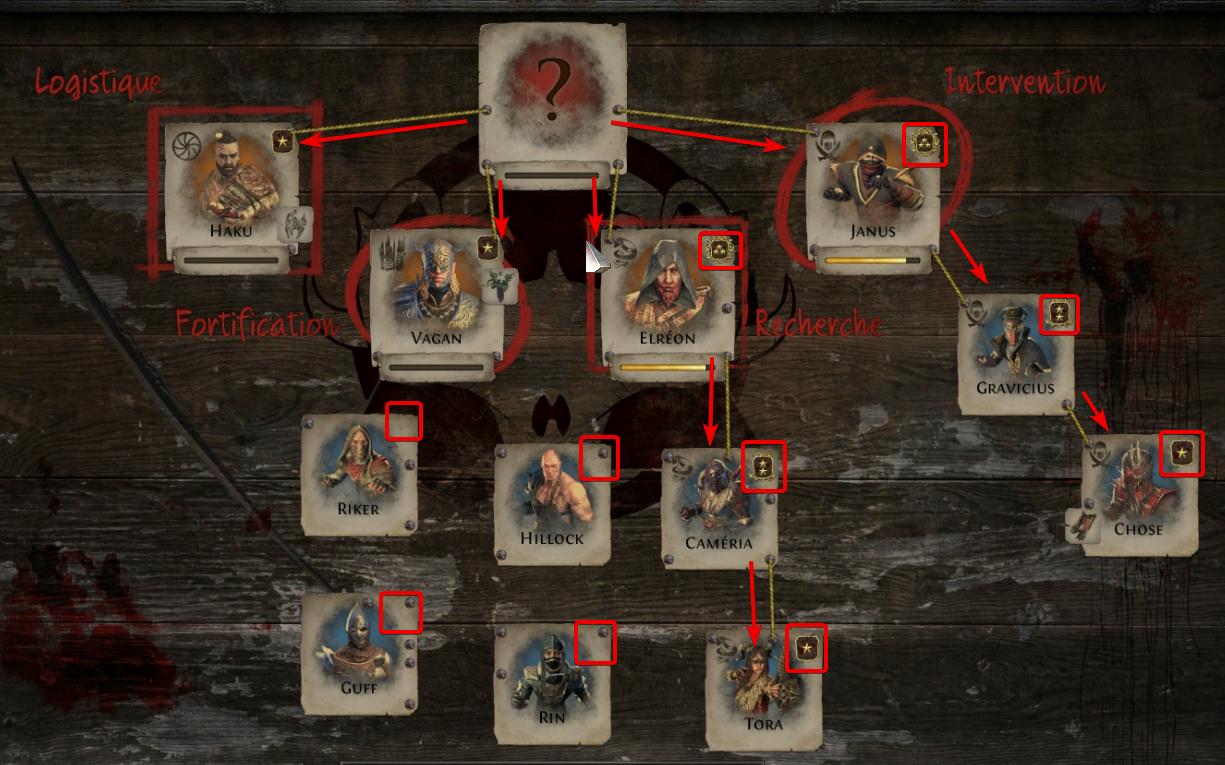 Logistique
Intervention
?
HAKU
JANUS
Fortification
VAGAN
ELRÉON
Recherche
GRAVICIUS
RIKER
HILLOCK
CAMÉRIA
CHOSE
GUFF
RIN
TORA